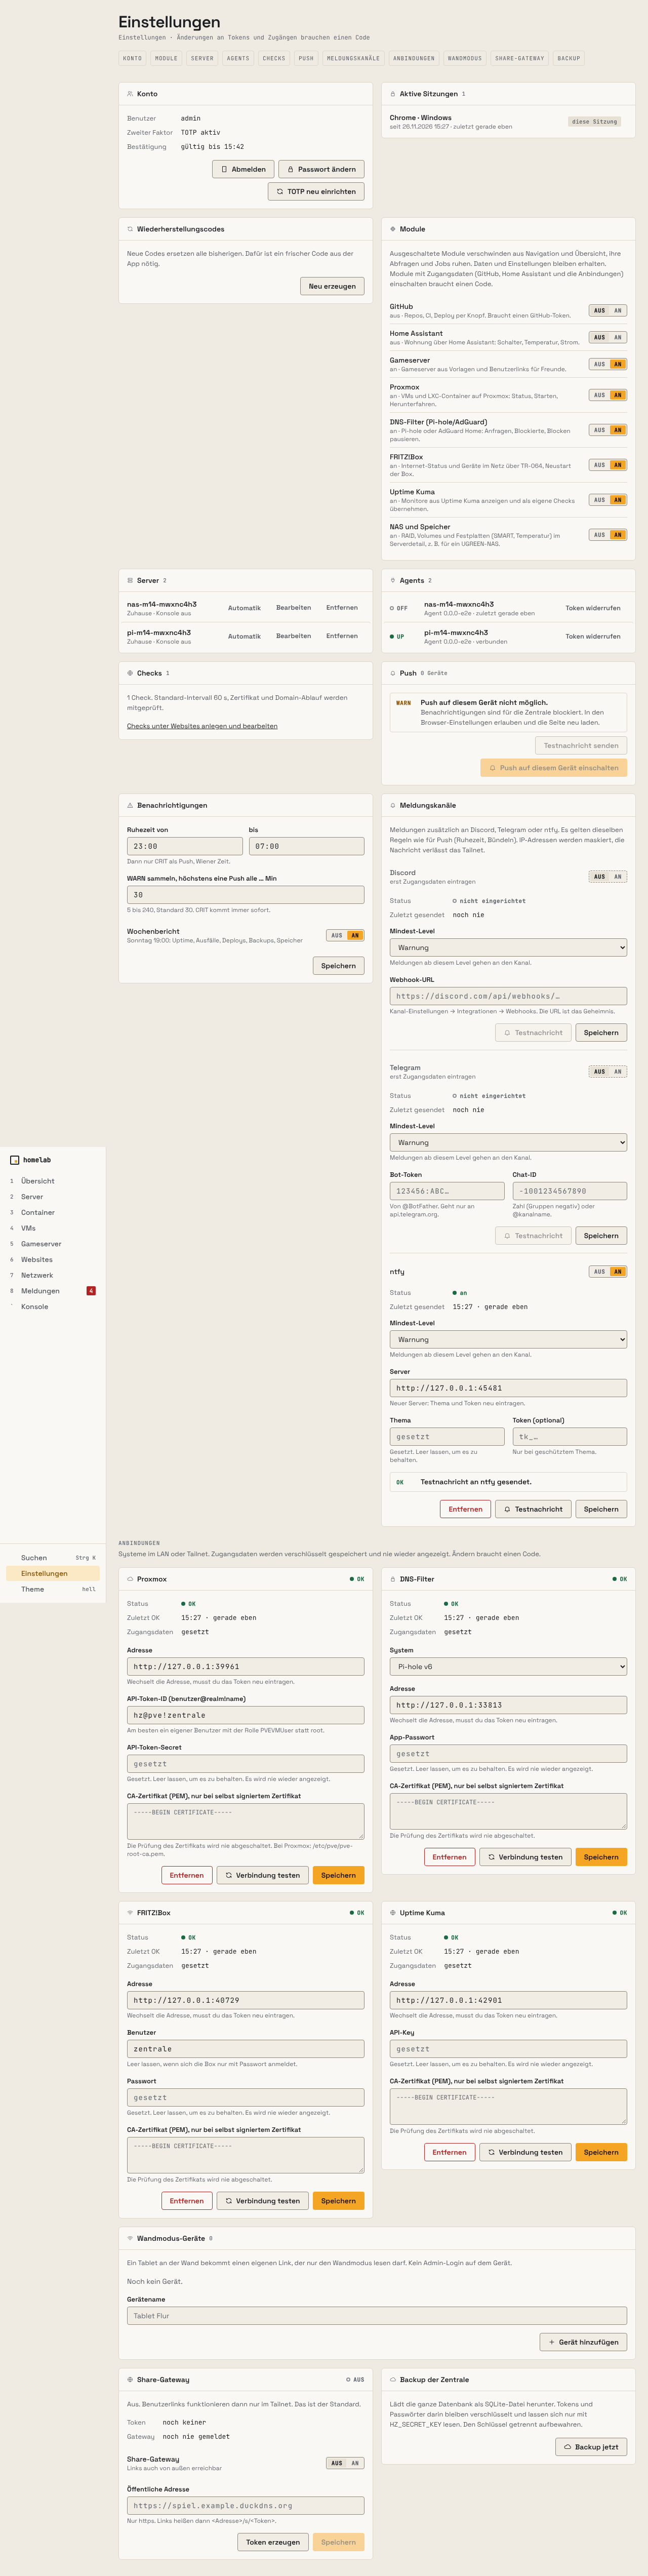 Einstellungen
Einstellungen · Änderungen an Tokens und Zugängen brauchen einen Code
KONTO
MODULE
SERVER
AGENTS
CHECKS
PUSH
MELDUNGSKANÄLE
ANBINDUNGEN
WANDMODUS
SHARE-GATEWAY
BACKUP
Konto
Benutzer admin
Zweiter Faktor TOTP aktiv
Bestätigung gültig bis 15:42
Abmelden
Passwort ändern
TOTP neu einrichten
Aktive Sitzungen 1
Chrome · Windows
seit 26.11.2026 15:27 · zuletzt gerade eben
diese Sitzung
Wiederherstellungscodes
Neue Codes ersetzen alle bisherigen. Dafür ist ein frischer Code aus der
App nötig.
Neu erzeugen
Module
Ausgeschaltete Module verschwinden aus Navigation und Übersicht, ihre
Abfragen und Jobs ruhen. Daten und Einstellungen bleiben erhalten.
Module mit Zugangsdaten (GitHub, Home Assistant und die Anbindungen)
einschalten braucht einen Code.
GitHub
aus · Repos, CI, Deploy per Knopf. Braucht einen GitHub-Token.
AUS AN
Home Assistant
aus · Wohnung über Home Assistant: Schalter, Temperatur, Strom.
AUS AN
Gameserver
an · Gameserver aus Vorlagen und Benutzerlinks für Freunde.
AUS AN
Proxmox
an · VMs und LXC-Container auf Proxmox: Status, Starten,
Herunterfahren.
AUS AN
DNS-Filter (Pi-hole/AdGuard)
an · Pi-hole oder AdGuard Home: Anfragen, Blockierte, Blocken
pausieren.
AUS AN
FRITZ!Box
an · Internet-Status und Geräte im Netz über TR-064, Neustart
der Box.
AUS AN
Uptime Kuma
an · Monitore aus Uptime Kuma anzeigen und als eigene Checks
übernehmen.
AUS AN
NAS und Speicher
an · RAID, Volumes und Festplatten (SMART, Temperatur) im
Serverdetail, z. B. für ein UGREEN-NAS.
AUS AN
Server 2
nas-m14-mwxnc4h3
Zuhause · Konsole aus
Automatik
Bearbeiten
Entfernen
pi-m14-mwxnc4h3
Zuhause · Konsole aus
Automatik
Bearbeiten
Entfernen
Agents 2
OFF
nas-m14-mwxnc4h3
Agent 0.0.0-e2e · zuletzt gerade eben
Token widerrufen
UP
pi-m14-mwxnc4h3
Agent 0.0.0-e2e · verbunden
Token widerrufen
Checks 1
1 Check. Standard-Intervall 60 s, Zertifikat und Domain-Ablauf werden
mitgeprüft.
Checks unter Websites anlegen und bearbeiten
Push 0 Geräte
WARN
Push auf diesem Gerät nicht möglich.
Benachrichtigungen sind für die Zentrale blockiert. In den
Browser-Einstellungen erlauben und die Seite neu laden.
Testnachricht senden
Push auf diesem Gerät einschalten
Benachrichtigungen
Ruhezeit von
bis
23:00
07:00
Dann nur CRIT als Push, Wiener Zeit.
WARN sammeln, höchstens eine Push alle … Min
30
5 bis 240, Standard 30. CRIT kommt immer sofort.
Wochenbericht
Sonntag 19:00: Uptime, Ausfälle, Deploys, Backups, Speicher
AUS AN
Speichern
Meldungskanäle
Meldungen zusätzlich an Discord, Telegram oder ntfy. Es gelten dieselben
Regeln wie für Push (Ruhezeit, Bündeln). IP-Adressen werden maskiert, die
Nachricht verlässt das Tailnet.
Discord
erst Zugangsdaten eintragen
AUS AN
Status nicht eingerichtet
Zuletzt gesendet noch nie
Mindest-Level
Warnung
Meldungen ab diesem Level gehen an den Kanal.
Webhook-URL
https://discord.com/api/webhooks/…
Kanal-Einstellungen → Integrationen → Webhooks. Die URL ist das Geheimnis.
Testnachricht
Speichern
Telegram
erst Zugangsdaten eintragen
AUS AN
Status nicht eingerichtet
Zuletzt gesendet noch nie
Mindest-Level
Warnung
Meldungen ab diesem Level gehen an den Kanal.
Bot-Token
Chat-ID
123456:ABC…
-1001234567890
Von @BotFather. Geht nur an
api.telegram.org.
Zahl (Gruppen negativ) oder
@kanalname.
Testnachricht
Speichern
ntfy
AUS AN
Status an
Zuletzt gesendet 15:27 · gerade eben
Mindest-Level
Warnung
Meldungen ab diesem Level gehen an den Kanal.
Server
http://127.0.0.1:45481
Neuer Server: Thema und Token neu eintragen.
Thema
Token (optional)
gesetzt
tk_…
Gesetzt. Leer lassen, um es zu
behalten.
Nur bei geschütztem Thema.
OK Testnachricht an ntfy gesendet.
Entfernen
Testnachricht
Speichern
homelab
1 Übersicht
2 Server
3 Container
4 VMs
5 Gameserver
6 Websites
7 Netzwerk
8 Meldungen 4
` Konsole
Suchen Strg K
Einstellungen
Theme hell
ANBINDUNGEN
Systeme im LAN oder Tailnet. Zugangsdaten werden verschlüsselt gespeichert und nie wieder angezeigt. Ändern braucht einen Code.
Proxmox OK
Status OK
Zuletzt OK 15:27 · gerade eben
Zugangsdaten gesetzt
Adresse
http://127.0.0.1:39961
Wechselt die Adresse, musst du das Token neu eintragen.
API-Token-ID (benutzer@realm!name)
hz@pve!zentrale
Am besten ein eigener Benutzer mit der Rolle PVEVMUser statt root.
API-Token-Secret
gesetzt
Gesetzt. Leer lassen, um es zu behalten. Es wird nie wieder angezeigt.
CA-Zertifikat (PEM), nur bei selbst signiertem Zertifikat
-----BEGIN CERTIFICATE-----
Die Prüfung des Zertifikats wird nie abgeschaltet. Bei Proxmox: /etc/pve/pve-
root-ca.pem.
Entfernen
Verbindung testen
Speichern
DNS-Filter OK
Status OK
Zuletzt OK 15:27 · gerade eben
Zugangsdaten gesetzt
System
Pi-hole v6
Adresse
http://127.0.0.1:33813
Wechselt die Adresse, musst du das Token neu eintragen.
App-Passwort
gesetzt
Gesetzt. Leer lassen, um es zu behalten. Es wird nie wieder angezeigt.
CA-Zertifikat (PEM), nur bei selbst signiertem Zertifikat
-----BEGIN CERTIFICATE-----
Die Prüfung des Zertifikats wird nie abgeschaltet.
Entfernen
Verbindung testen
Speichern
FRITZ!Box OK
Status OK
Zuletzt OK 15:27 · gerade eben
Zugangsdaten gesetzt
Adresse
http://127.0.0.1:40729
Wechselt die Adresse, musst du das Token neu eintragen.
Benutzer
zentrale
Leer lassen, wenn sich die Box nur mit Passwort anmeldet.
Passwort
gesetzt
Gesetzt. Leer lassen, um es zu behalten. Es wird nie wieder angezeigt.
CA-Zertifikat (PEM), nur bei selbst signiertem Zertifikat
-----BEGIN CERTIFICATE-----
Die Prüfung des Zertifikats wird nie abgeschaltet.
Entfernen
Verbindung testen
Speichern
Uptime Kuma OK
Status OK
Zuletzt OK 15:27 · gerade eben
Zugangsdaten gesetzt
Adresse
http://127.0.0.1:42901
Wechselt die Adresse, musst du das Token neu eintragen.
API-Key
gesetzt
Gesetzt. Leer lassen, um es zu behalten. Es wird nie wieder angezeigt.
CA-Zertifikat (PEM), nur bei selbst signiertem Zertifikat
-----BEGIN CERTIFICATE-----
Die Prüfung des Zertifikats wird nie abgeschaltet.
Entfernen
Verbindung testen
Speichern
Wandmodus-Geräte 0
Ein Tablet an der Wand bekommt einen eigenen Link, der nur den Wandmodus lesen darf. Kein Admin-Login auf dem Gerät.
Noch kein Gerät.
Gerätename
Tablet Flur
Gerät hinzufügen
Share-Gateway AUS
Aus. Benutzerlinks funktionieren dann nur im Tailnet. Das ist der Standard.
Token noch keiner
Gateway noch nie gemeldet
Share-Gateway
Links auch von außen erreichbar
AUS AN
Öffentliche Adresse
https://spiel.example.duckdns.org
Nur https. Links heißen dann <Adresse>/s/<Token>.
Token erzeugen
Speichern
Backup der Zentrale
Lädt die ganze Datenbank als SQLite-Datei herunter. Tokens und
Passwörter darin bleiben verschlüsselt und lassen sich nur mit
HZ_SECRET_KEY lesen. Den Schlüssel getrennt aufbewahren.
Backup jetzt